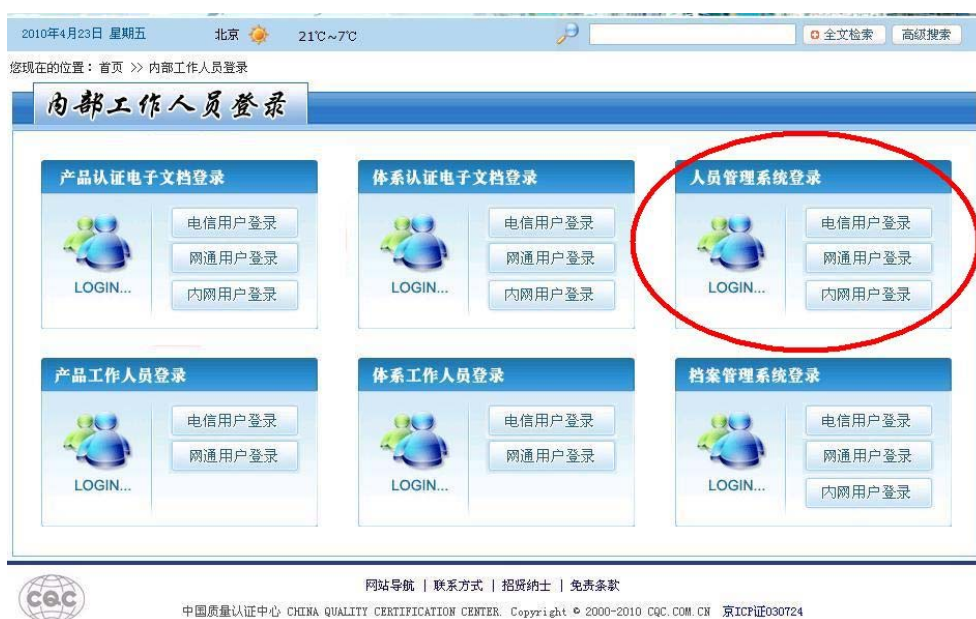 2010年4月23日 星期五 北京 21℃~7℃ 全文检索 高级搜索
您现在的位置：首页 >> 内部工作人员登录
内部工作人员登录
产品认证电子文档登录
电信用户登录
网通用户登录
LOGIN...
内网用户登录
体系认证电子文档登录
电信用户登录
网通用户登录
LOGIN...
内网用户登录
人员管理系统登录
电信用户登录
网通用户登录
LOGIN...
内网用户登录
产品工作人员登录
电信用户登录
网通用户登录
LOGIN...
体系工作人员登录
电信用户登录
网通用户登录
LOGIN...
档案管理系统登录
电信用户登录
网通用户登录
LOGIN...
内网用户登录
网站导航 | 联系方式 | 招贤纳士 | 免责条款
CQC
中国质量认证中心 CHINA QUALITY CERTIFICATION CENTER. Copyright © 2000-2010 CQC.COM.CN 京ICP证030724